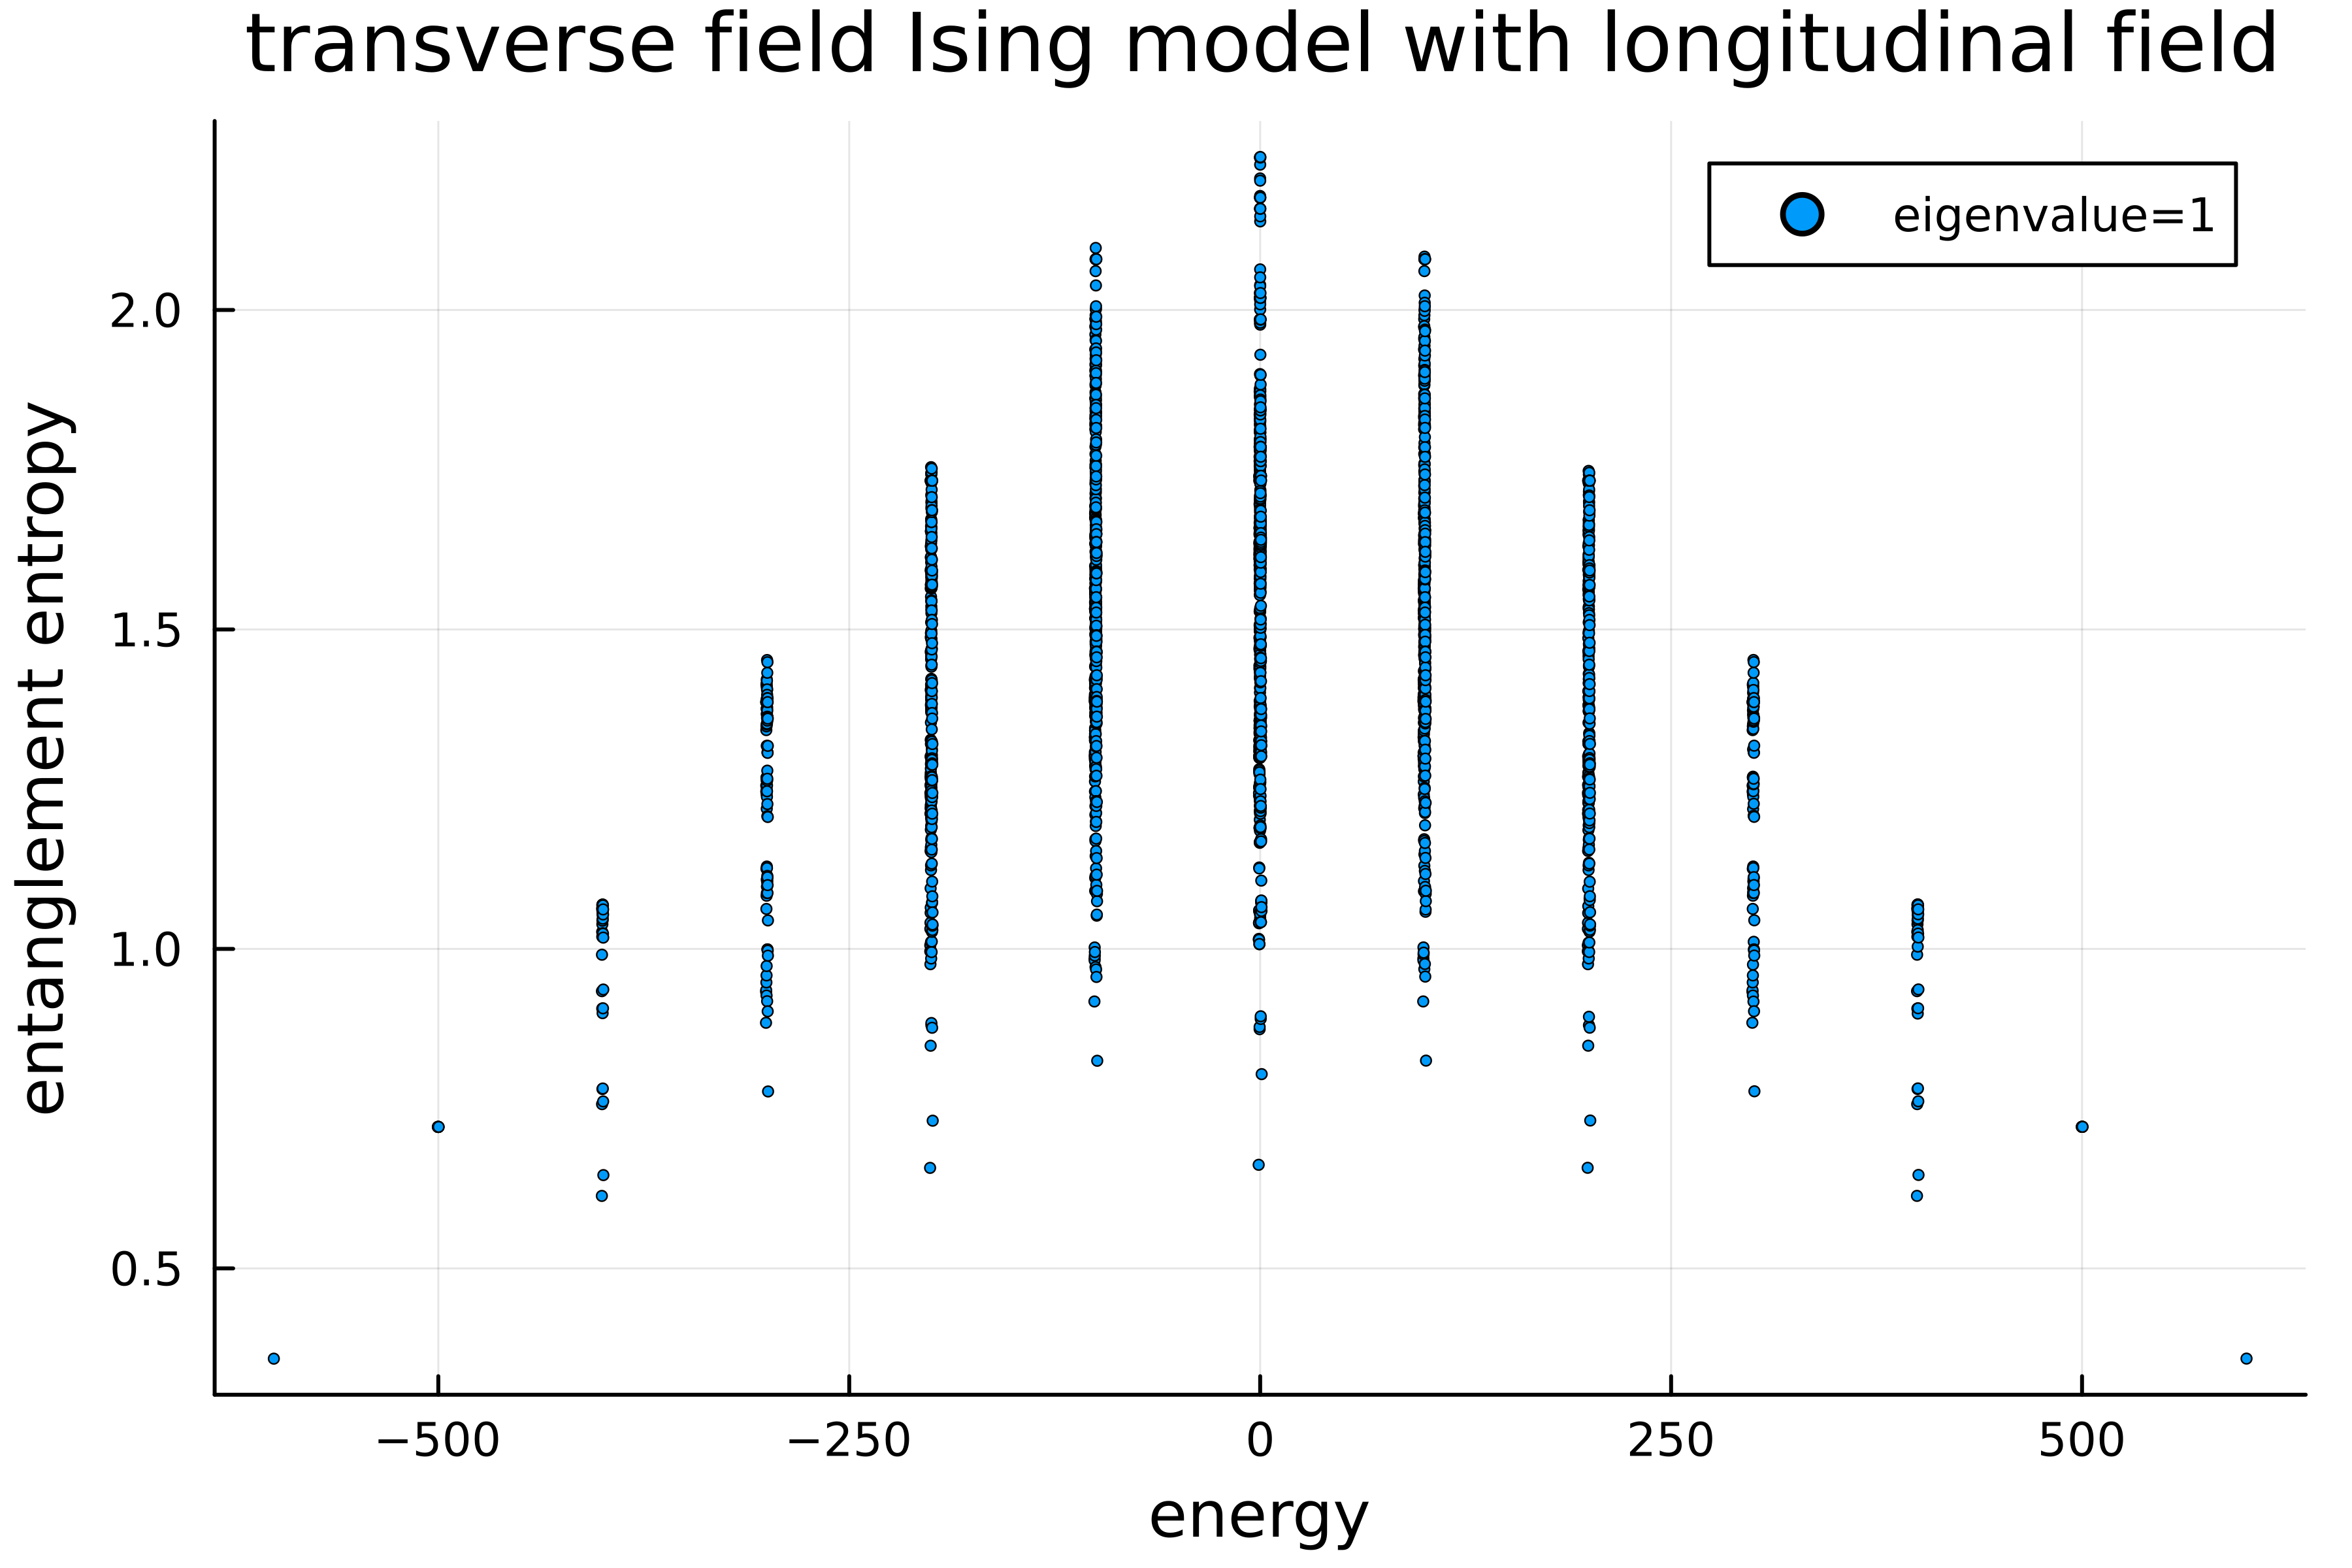 transverse field Ising model with longitudinal field
eigenvalue=1
entanglement entropy
2.0
1.5
1.0
0.5
−500
−250
0
250
500
energy